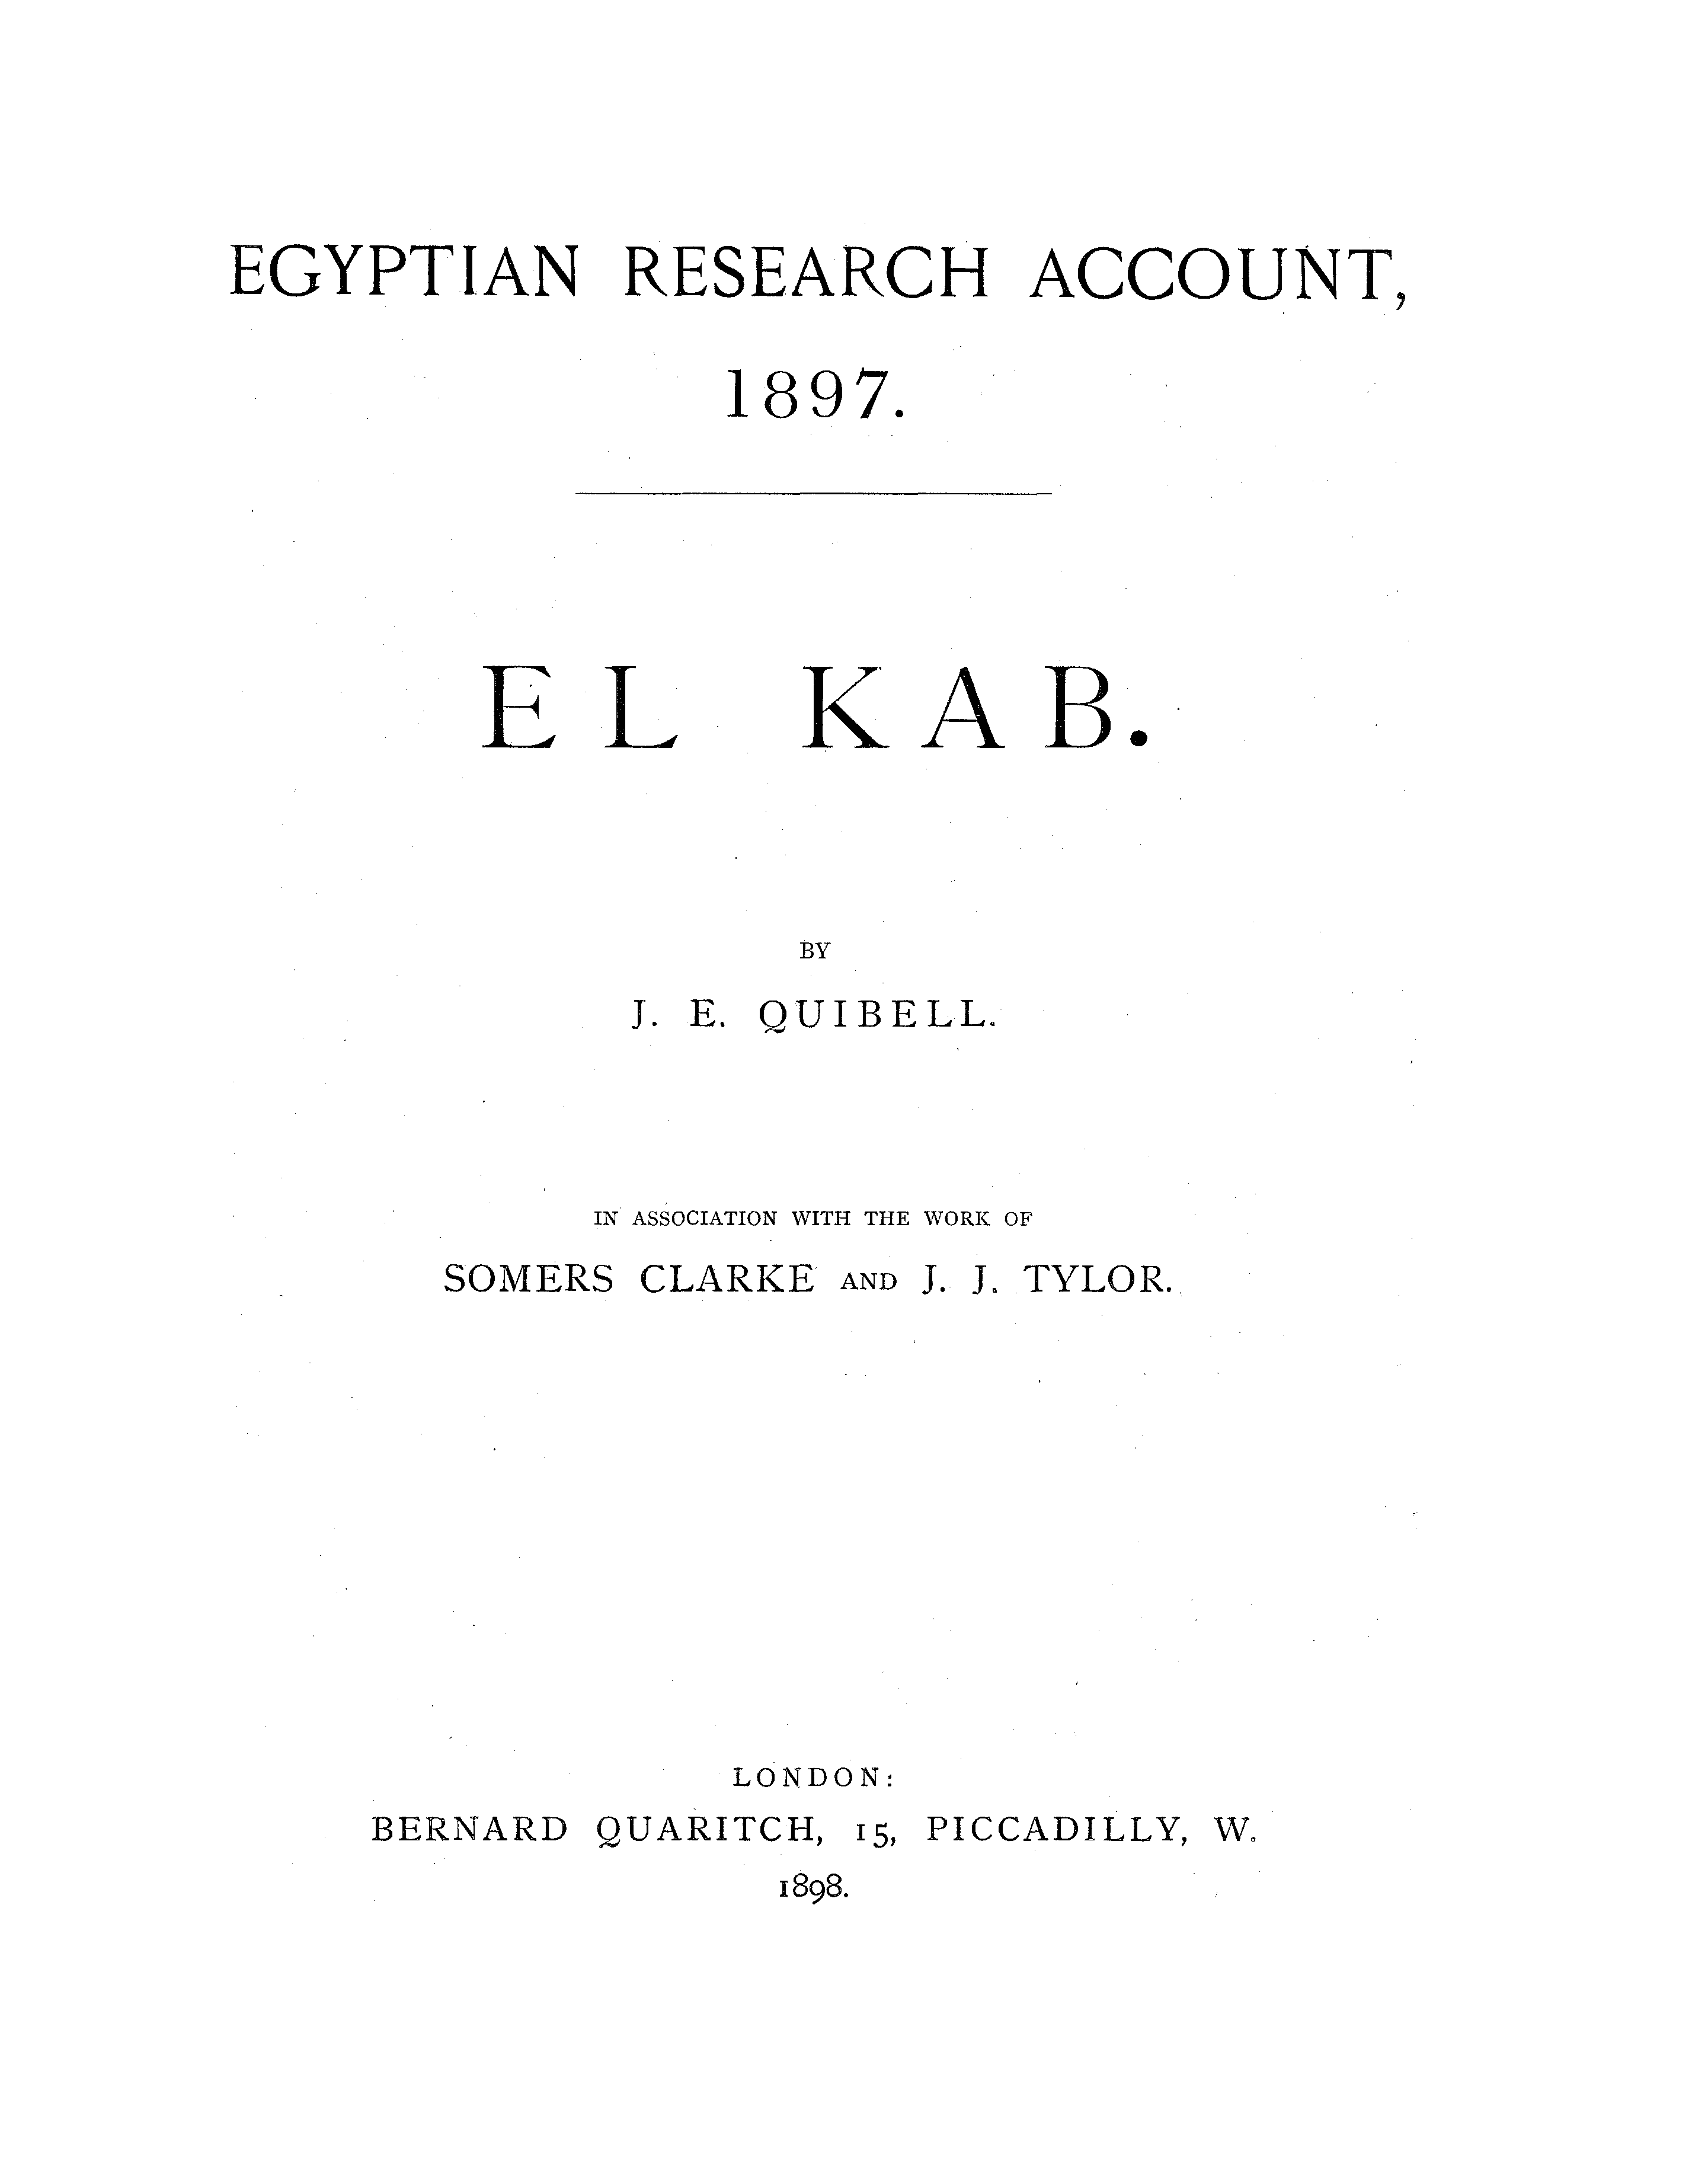 EGYPTIAN RESEARCH ACCOUNT,
1897.
EL KAB.
BY
J. E. QUIBELL.
IN ASSOCIATION WITH THE WORK OF
SOMERS CLARKE AND J. J. TYLOR.
LONDON:
BERNARD QUARITCH, 15, PICCADILLY, W.
1898.